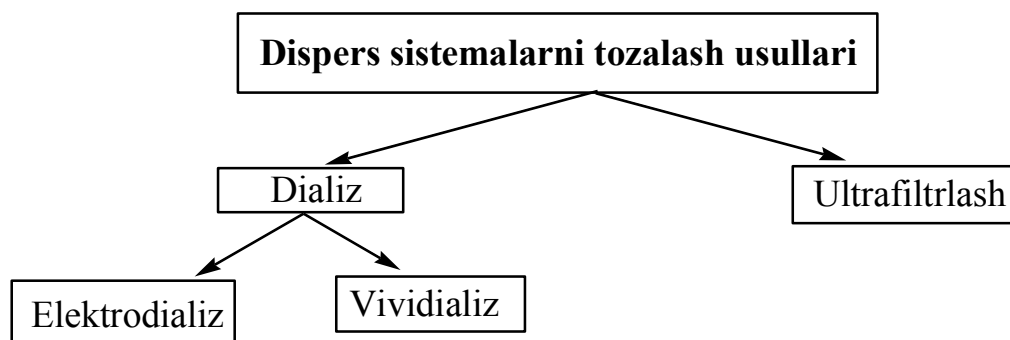 Dispers sistemalarni tozalash usullari
Dializ
Ultrafiltrlash
Elektrodializ
Vividializ